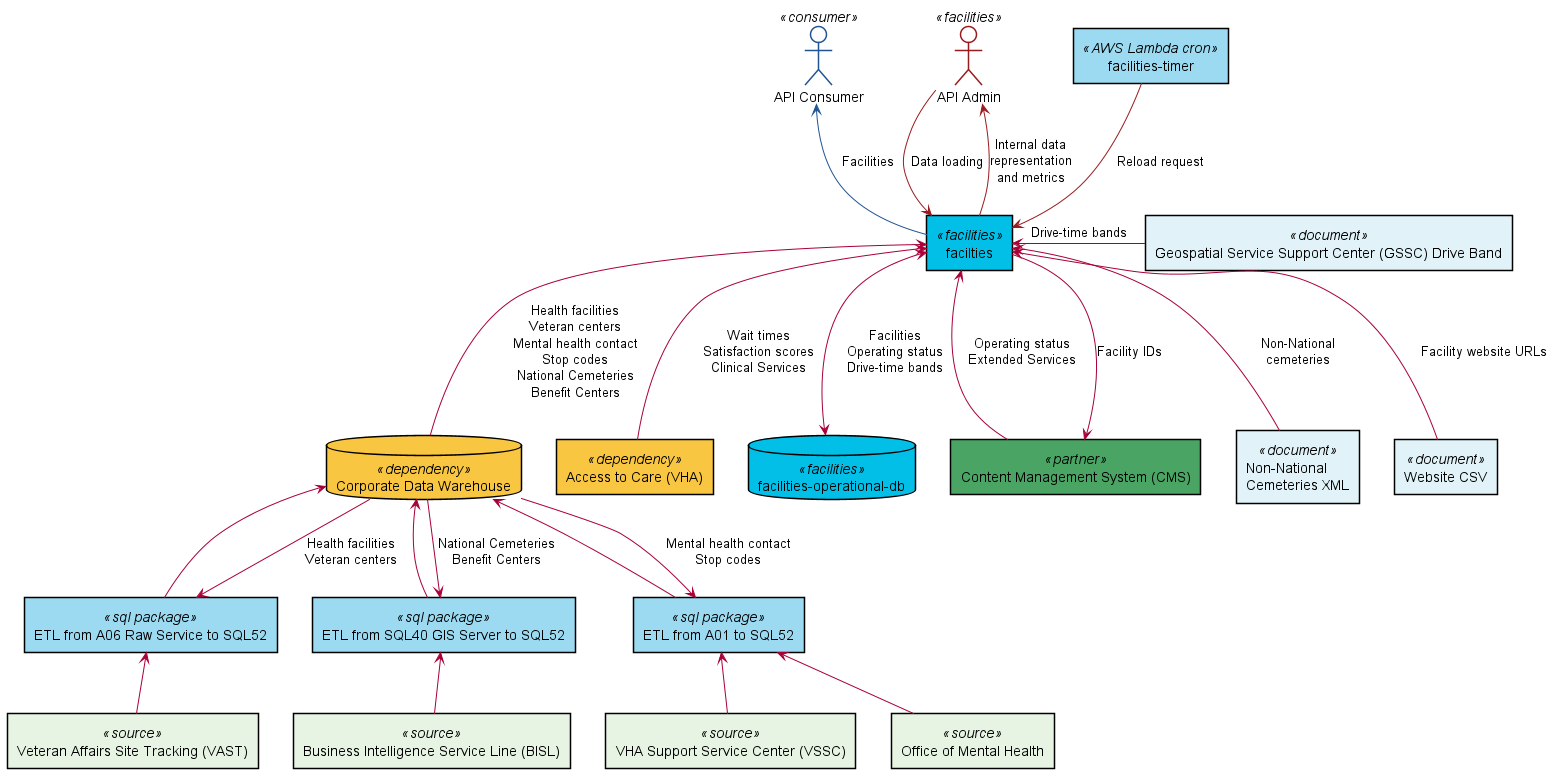 «consumer»
API Consumer
«facilities»
API Admin
«AWS Lambda cron»
facilities-timer
Facilities
Data loading
Internal data
representation
and metrics
Reload request
«facilities»
facilties
Drive-time bands
«document»
Geospatial Service Support Center (GSSC) Drive Band
Health facilities
Veteran centers
Mental health contact
Stop codes
National Cemeteries
Benefit Centers
Wait times
Satisfaction scores
Clinical Services
Facilities
Operating status
Drive-time bands
Operating status
Extended Services
Facility IDs
Non-National
cemeteries
Facility website URLs
«dependency»
Corporate Data Warehouse
«dependency»
Access to Care (VHA)
«facilities»
facilities-operational-db
«partner»
Content Management System (CMS)
«document»
Non-National
Cemeteries XML
«document»
Website CSV
Health facilities
Veteran centers
National Cemeteries
Benefit Centers
Mental health contact
Stop codes
«sql package»
ETL from A06 Raw Service to SQL52
«sql package»
ETL from SQL40 GIS Server to SQL52
«sql package»
ETL from A01 to SQL52
«source»
Veteran Affairs Site Tracking (VAST)
«source»
Business Intelligence Service Line (BISL)
«source»
VHA Support Service Center (VSSC)
«source»
Office of Mental Health